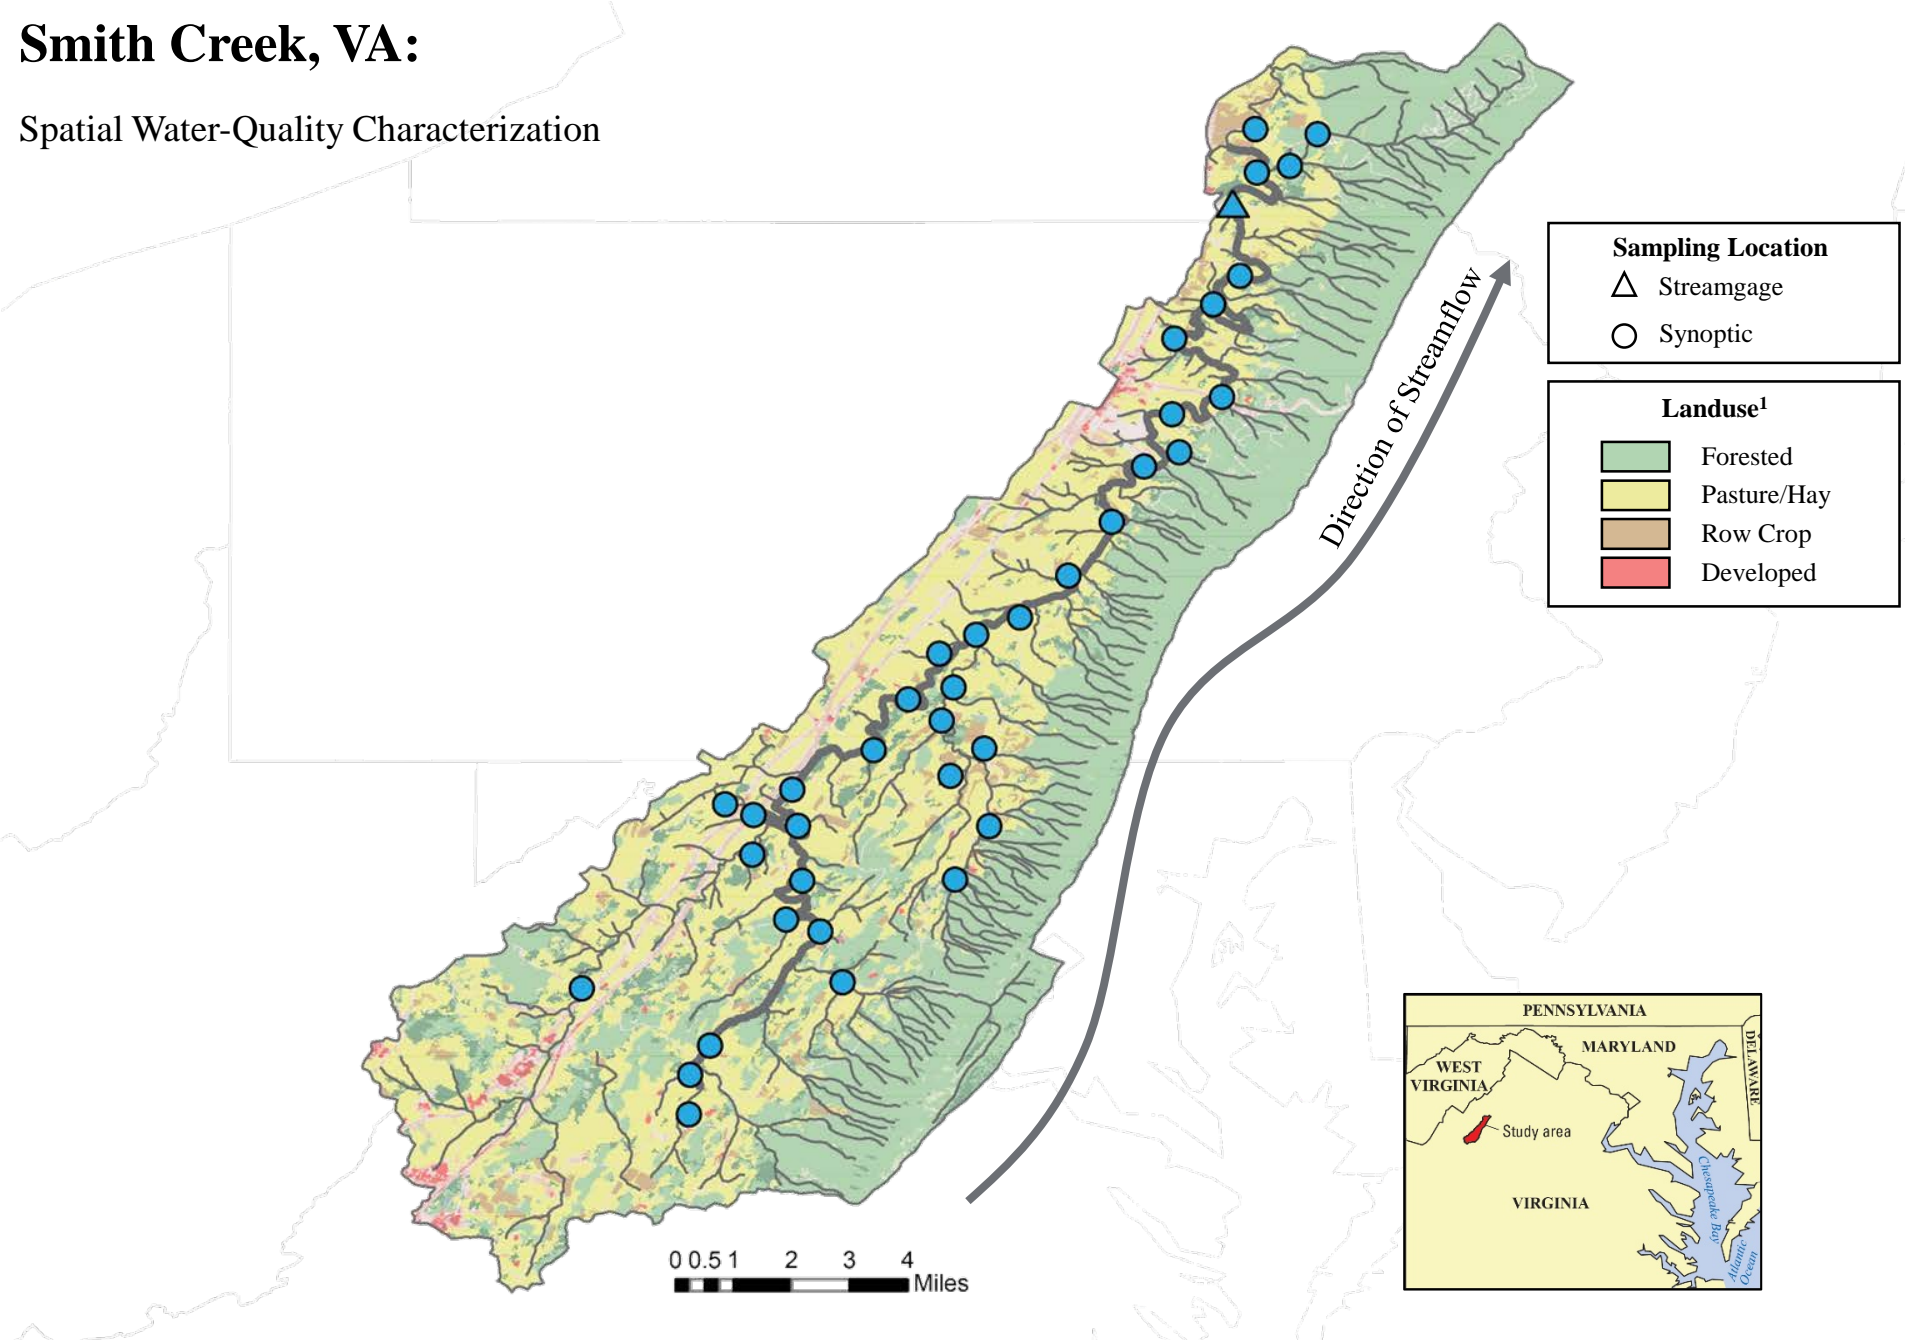 Smith Creek, VA:
Spatial Water-Quality Characterization
Direction of Streamflow
Sampling Location
Streamgage
Synoptic
Landuse¹
Forested
Pasture/Hay
Row Crop
Developed
PENNSYLVANIA
MARYLAND
DELAWARE
WEST
VIRGINIA
Study area
VIRGINIA
Chesapeake Bay
Atlantic
Ocean
0 0.5 1 2 3 4
Miles